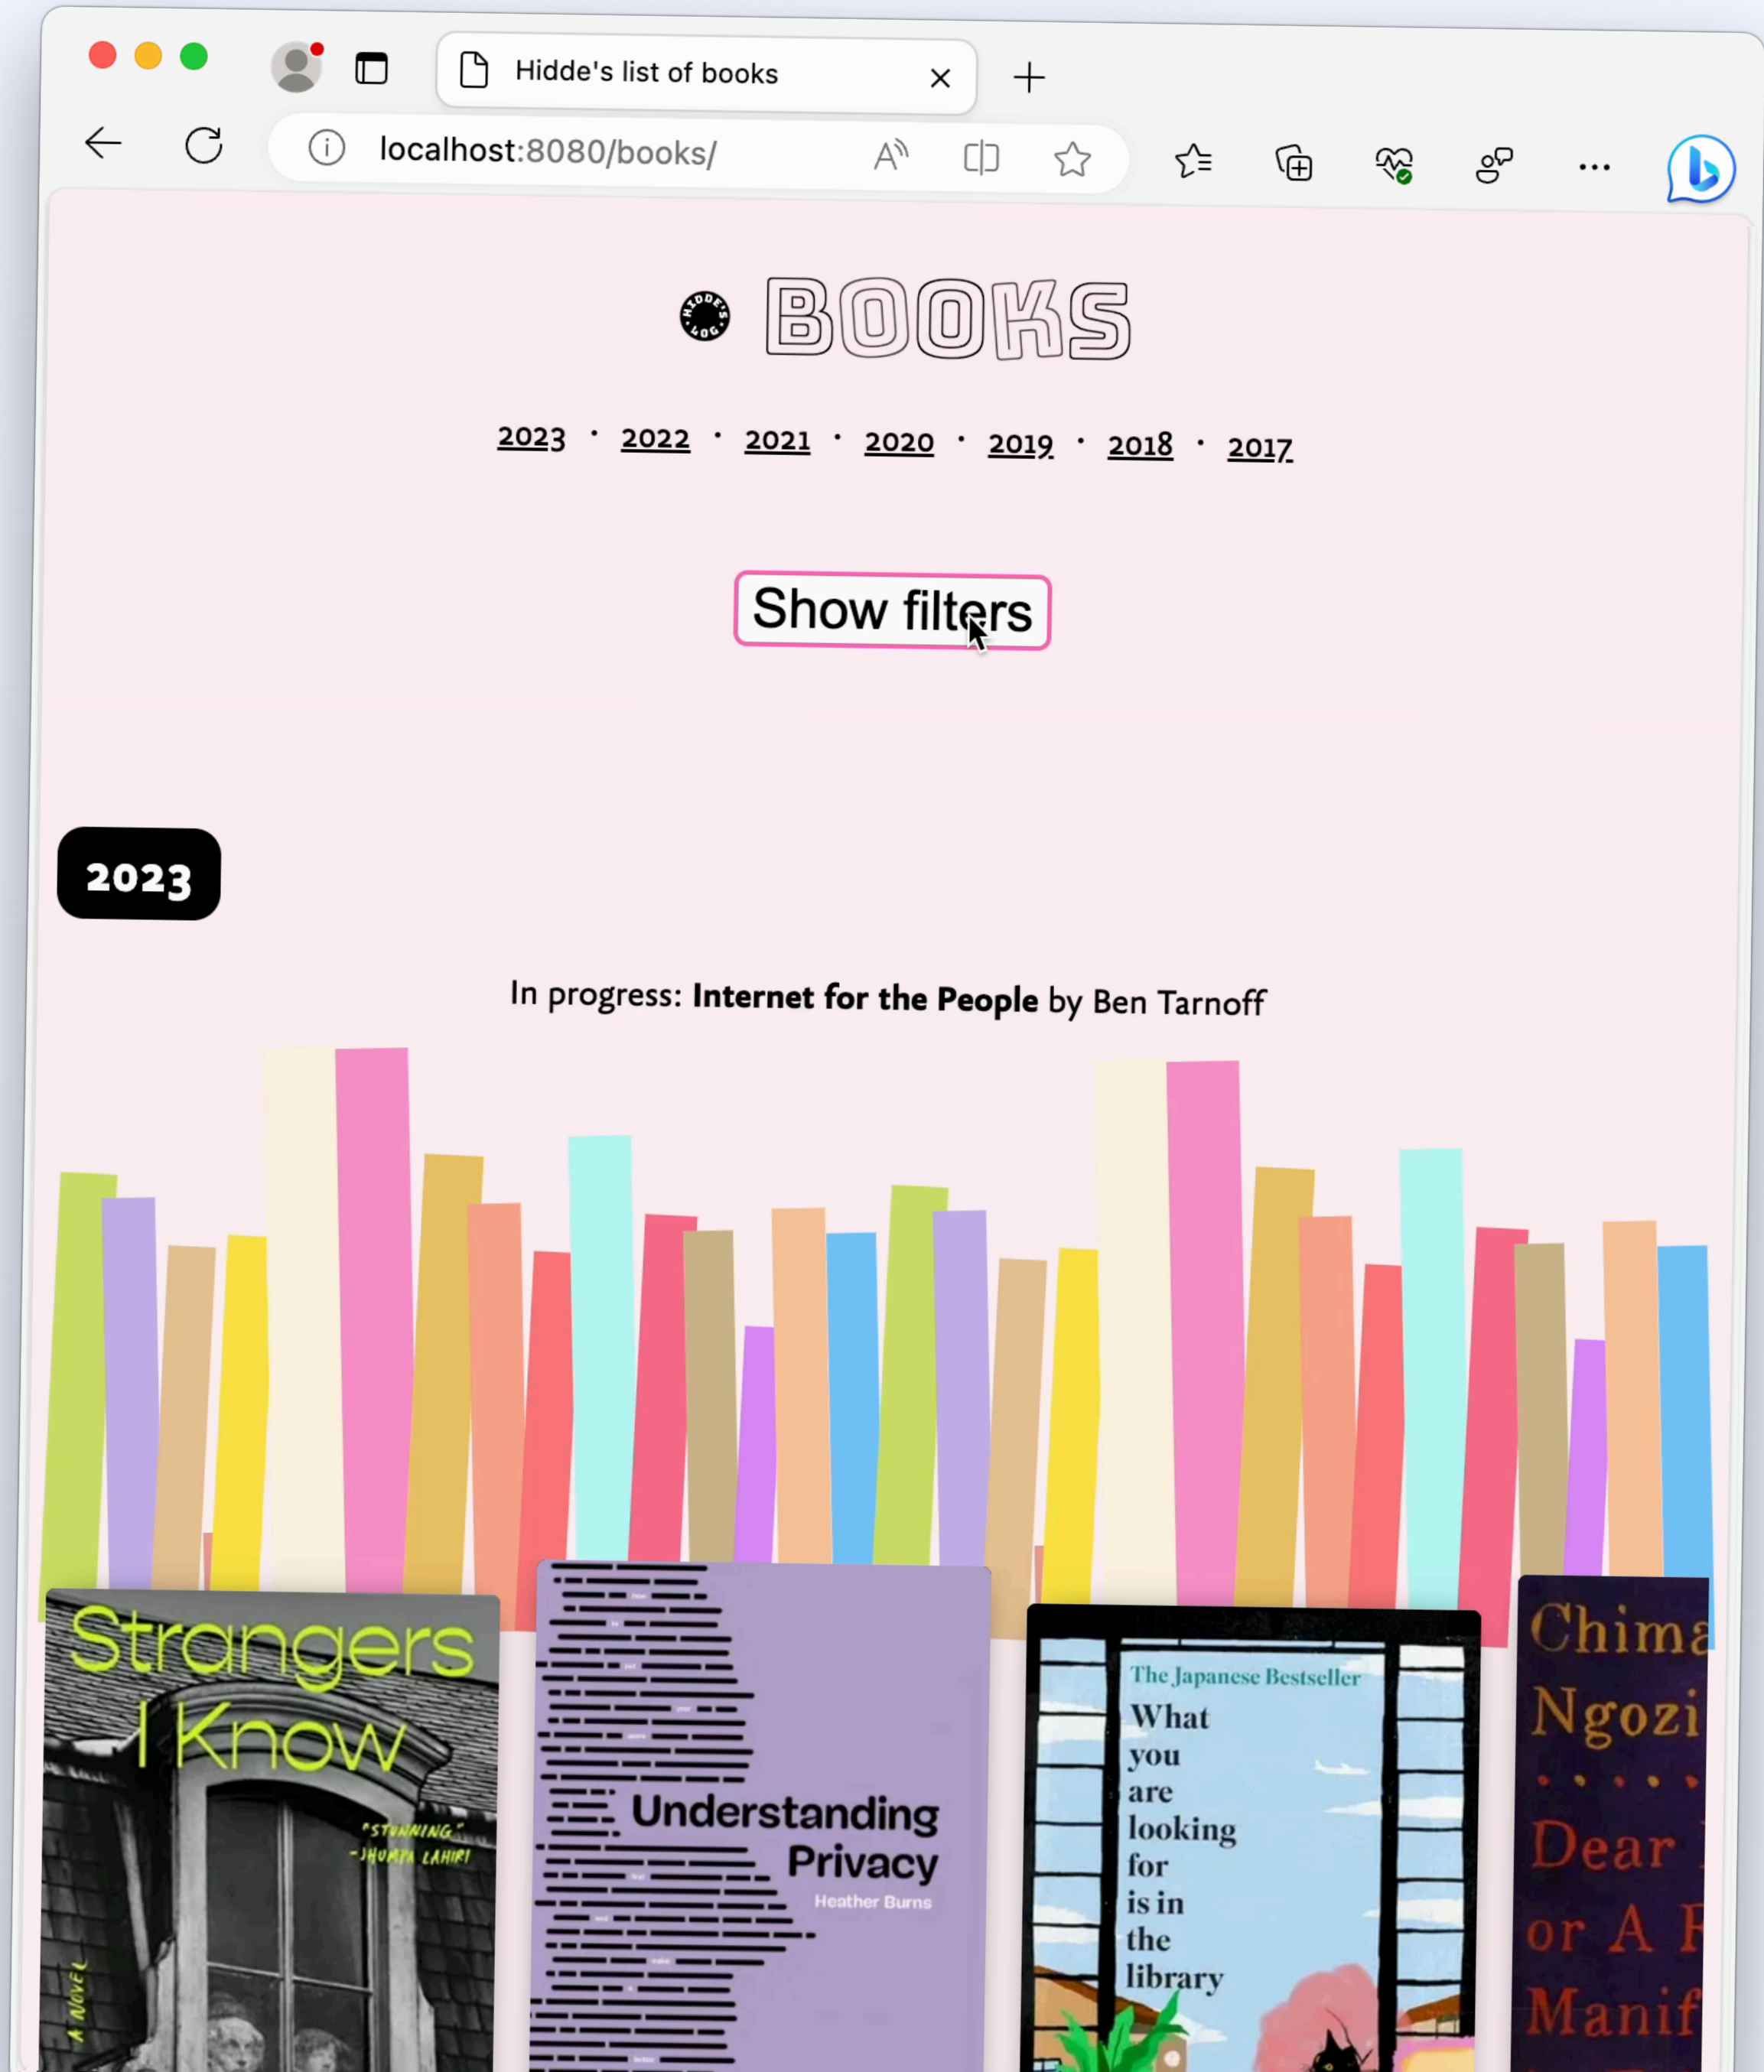 Hidde's list of books
localhost:8080/books/
HIDDE'S LOG
BOOKS
2023 · 2022 · 2021 · 2020 · 2019 · 2018 · 2017
Show filters
2023
In progress: Internet for the People by Ben Tarnoff
Strangers
I Know
"STUNNING"
-JHUMPA LAHIRI
A NOVEL
Understanding
Privacy
Heather Burns
The Japanese Bestseller
What
you
are
looking
for
is in
the
library
Chima
Ngozi
Dear
or A F
Manif